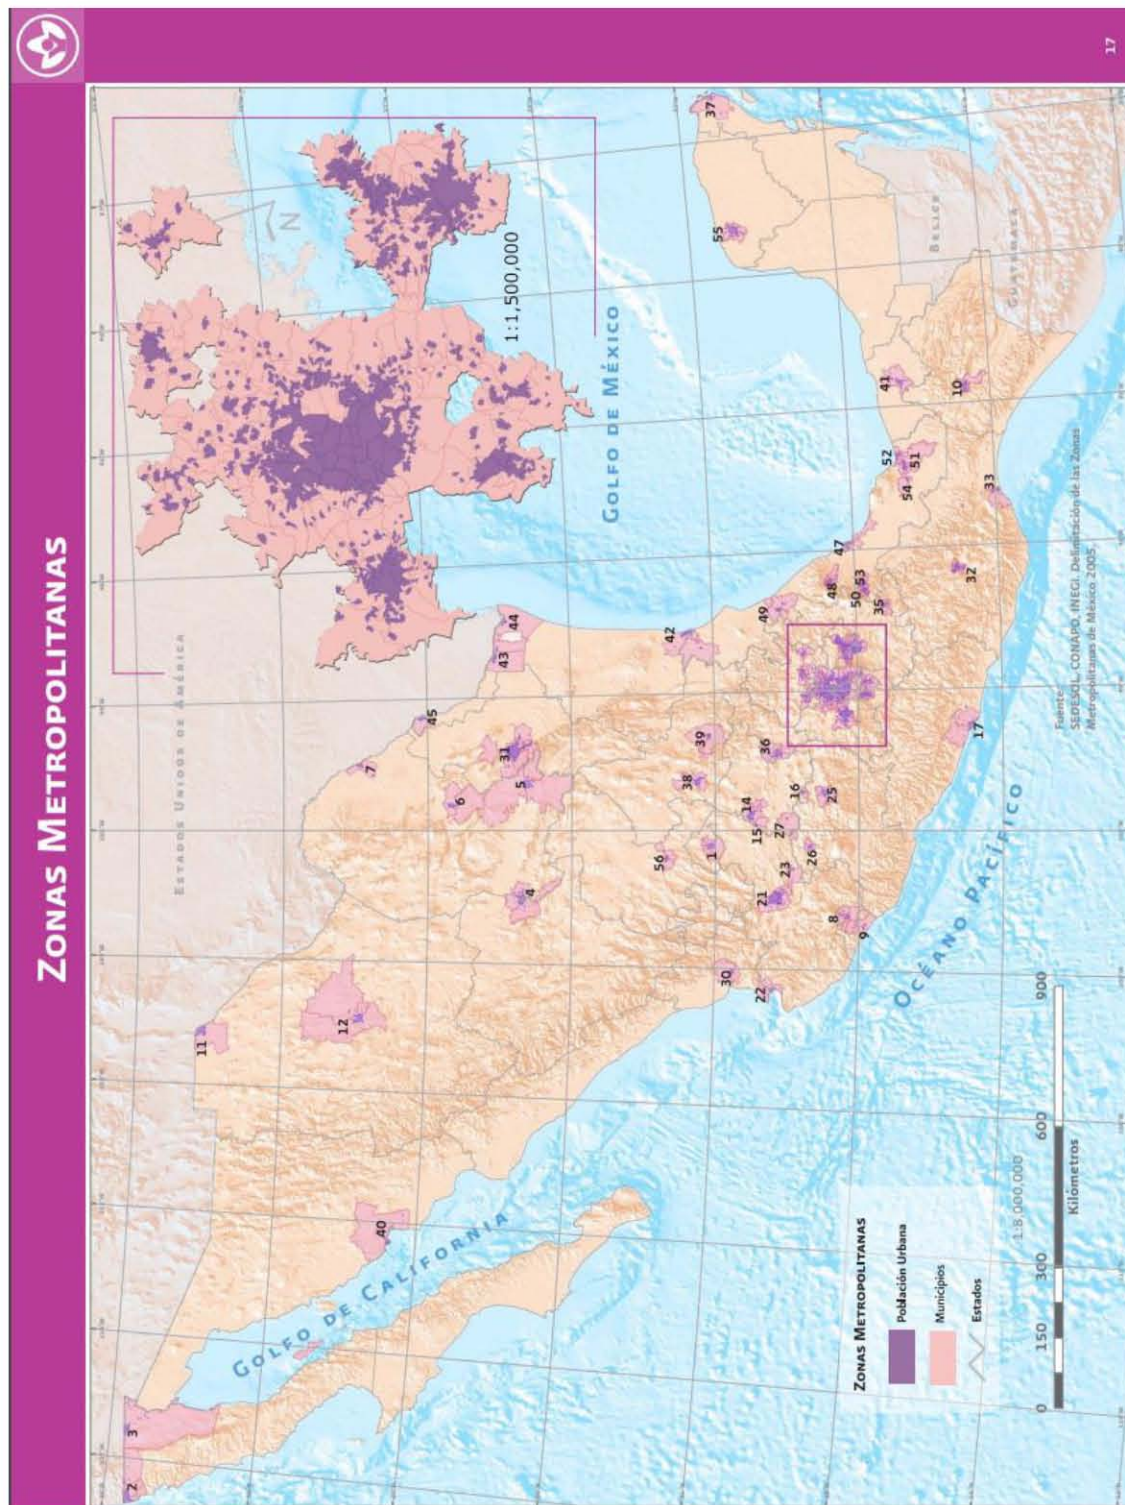 ZONAS METROPOLITANAS
17
ESTADOS UNIDOS DE AMÉRICA
N
1:1,500,000
GOLFO DE MÉXICO
GOLFO DE CALIFORNIA
OCÉANO PACÍFICO
BELICE
GUATEMALA
2
3
40
11
12
7
45
6
31
5
4
43
44
42
56
38
39
1
14
15
36
16
27
25
21
23
26
30
22
8
9
49
48
47
50
53
35
32
17
52
51
54
33
41
10
55
37
ZONAS METROPOLITANAS
Población Urbana
Municipios
Estados
1:8,000,000
0 150 300 600 900
Kilómetros
Fuente:
SEDESOL, CONAPO, INEGI. Delimitación de las Zonas
Metropolitanas de México 2005.